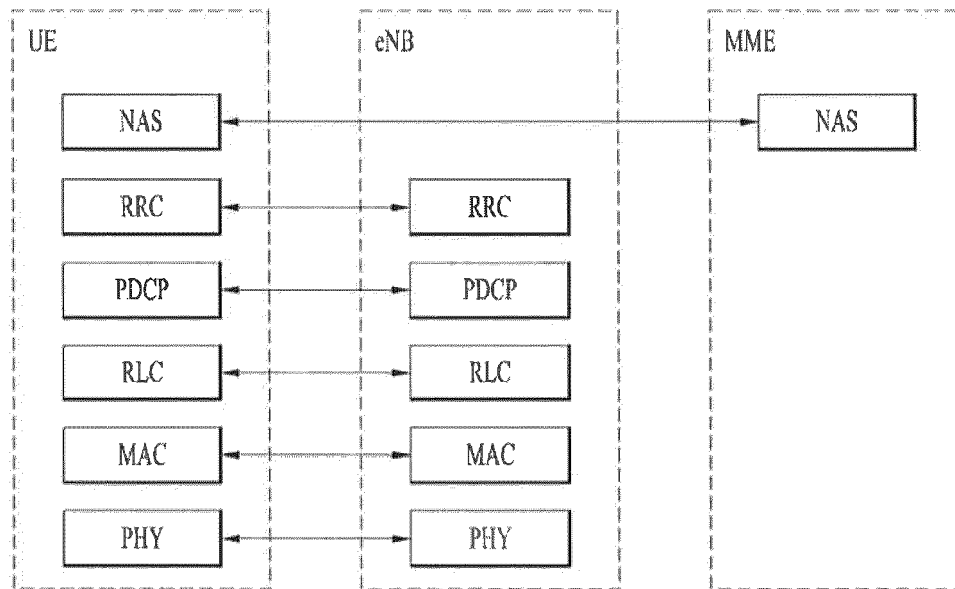 UE
eNB
MME
NAS
NAS
RRC
RRC
PDCP
PDCP
RLC
RLC
MAC
MAC
PHY
PHY